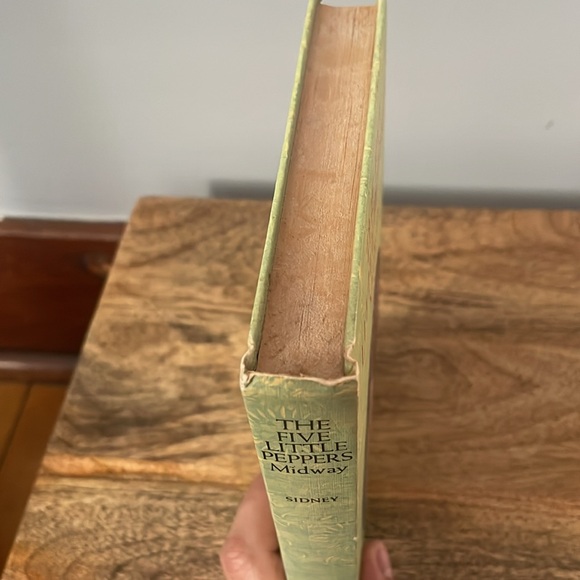 THE
FIVE
LITTLE
PEPPERS
Midway
SIDNEY